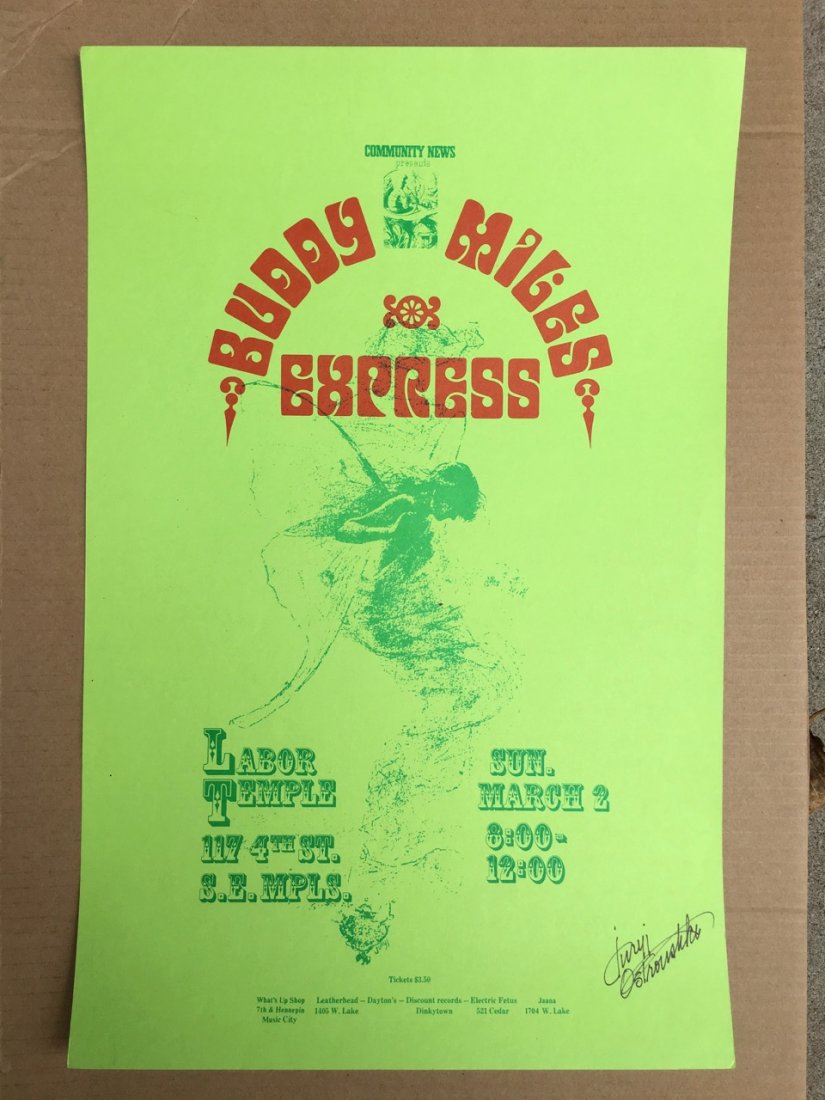 COMMUNITY NEWS
presents
BUDDY MILES
EXPRESS
LABOR
TEMPLE
117 4TH ST.
S.E. MPLS.
SUN.
MARCH 2
8:00-
12:00
juryj
Ostroushko
Tickets $3.50
What's Up Shop Leatherhead – Dayton's – Discount records – Electric Fetus Jaana
7th & Hennepin 1405 W. Lake Dinkytown 521 Cedar 1704 W. Lake
Music City